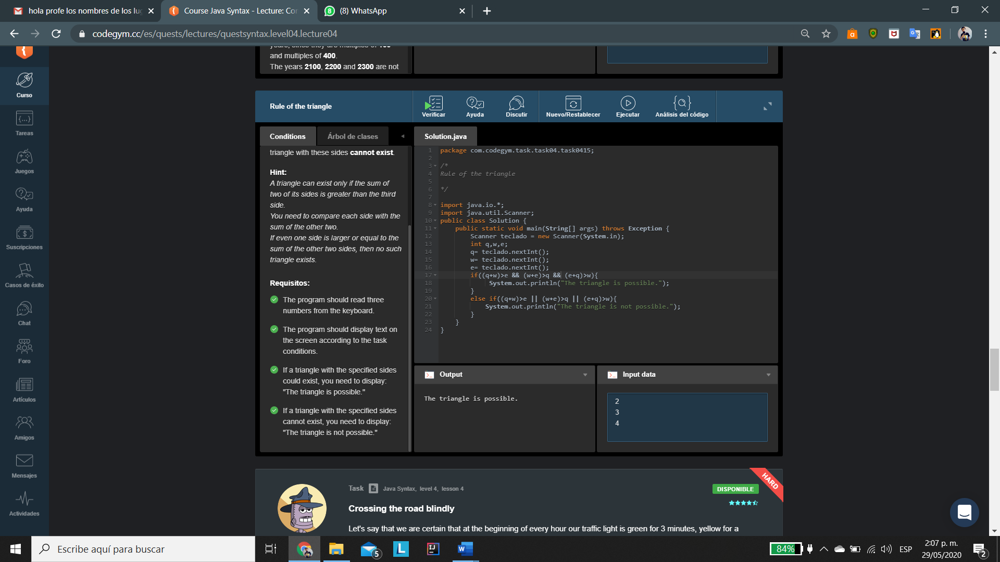 hola profe los nombres de los lug
Course Java Syntax - Lecture: Cor
(8) WhatsApp
codegym.cc/es/quests/lectures/questsyntax.level04.lecture04
Curso
Tareas
Juegos
Ayuda
Suscripciones
Casos de éxito
Chat
Foro
Artículos
Amigos
Mensajes
Actividades
and multiples of 400.
The years 2100, 2200 and 2300 are not
Rule of the triangle
Verificar
Ayuda
Discutir
Nuevo/Restablecer
Ejecutar
Análisis del código
Conditions
Árbol de clases
triangle with these sides cannot exist.
Hint:
A triangle can exist only if the sum of
two of its sides is greater than the third
side.
You need to compare each side with the
sum of the other two.
If even one side is larger or equal to the
sum of the other two sides, then no such
triangle exists.
Requisitos:
The program should read three
numbers from the keyboard.
The program should display text on
the screen according to the task
conditions.
If a triangle with the specified sides
could exist, you need to display:
"The triangle is possible."
If a triangle with the specified sides
cannot exist, you need to display:
"The triangle is not possible."
Solution.java
1 package com.codegym.task.task04.task0415;
2
3 /*
4 Rule of the triangle
5
6 */
7
8 import java.io.*;
9 import java.util.Scanner;
10 public class Solution {
11 public static void main(String[] args) throws Exception {
12 Scanner teclado = new Scanner(System.in);
13 int q,w,e;
14 q= teclado.nextInt();
15 w= teclado.nextInt();
16 e= teclado.nextInt();
17 if((q+w)>e && (w+e)>q && (e+q)>w){
18 System.out.println("The triangle is possible.");
19 }
20 else if((q+w)>e || (w+e)>q || (e+q)>w){
21 System.out.println("The triangle is not possible.");
22 }
23 }
24 }
Output
The triangle is possible.
Input data
2
3
4
Task
Java Syntax, level 4, lesson 4
DISPONIBLE
HARD
Crossing the road blindly
Let's say that we are certain that at the beginning of every hour our traffic light is green for 3 minutes, yellow for a
Escribe aquí para buscar
5
84%
ESP
2:07 p. m.
29/05/2020
2